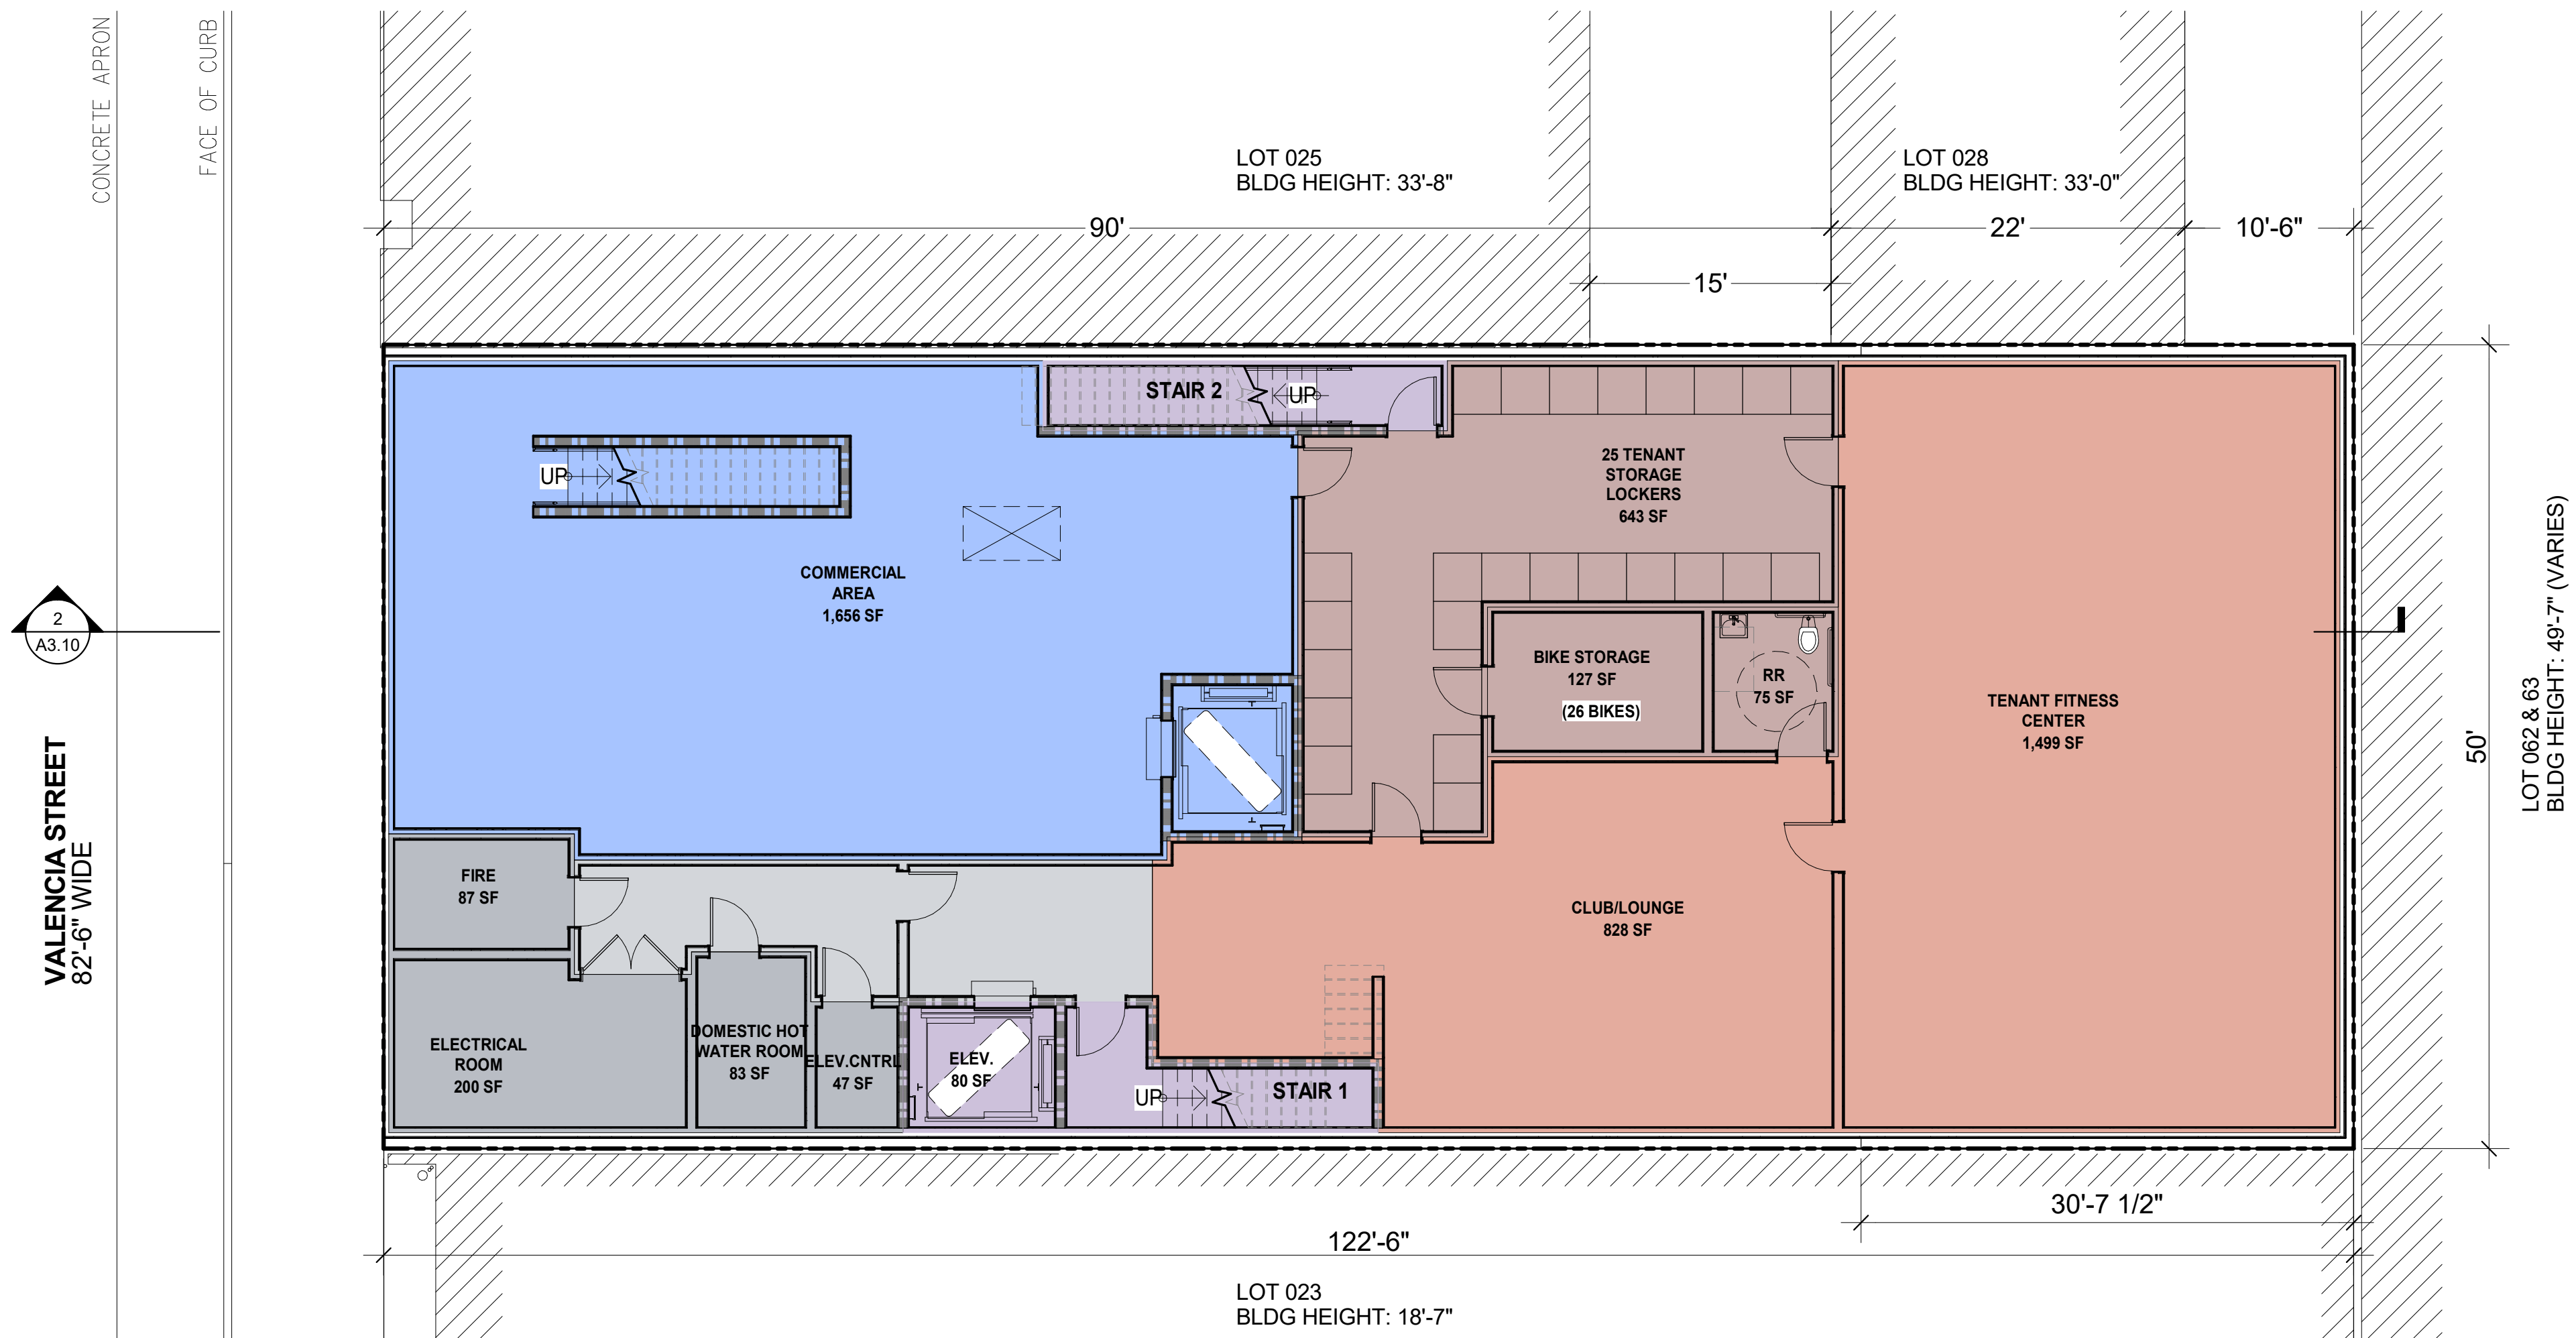 CONCRETE APRON
FACE OF CURB
LOT 025
BLDG HEIGHT: 33'-8"
LOT 028
BLDG HEIGHT: 33'-0"
90'
22'
10'-6"
15'
STAIR 2
UP
UP
25 TENANT
STORAGE
LOCKERS
643 SF
COMMERCIAL
AREA
1,656 SF
2
A3.10
BIKE STORAGE
127 SF
(26 BIKES)
RR
75 SF
TENANT FITNESS
CENTER
1,499 SF
VALENCIA STREET
82'-6" WIDE
50'
LOT 062 & 63
BLDG HEIGHT: 49'-7" (VARIES)
FIRE
87 SF
CLUB/LOUNGE
828 SF
ELECTRICAL
ROOM
200 SF
DOMESTIC HOT
WATER ROOM
83 SF
ELEV.CNTRL
47 SF
ELEV.
80 SF
UP
STAIR 1
30'-7 1/2"
122'-6"
LOT 023
BLDG HEIGHT: 18'-7"